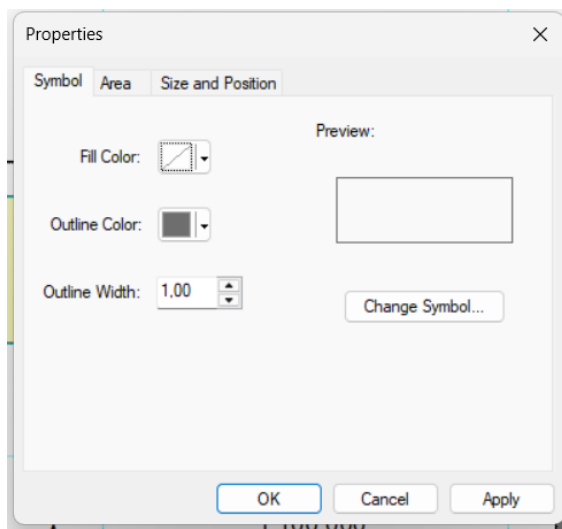 Properties
Symbol Area Size and Position
Preview:
Fill Color:
Outline Color:
Outline Width: 1,00
Change Symbol...
OK Cancel Apply